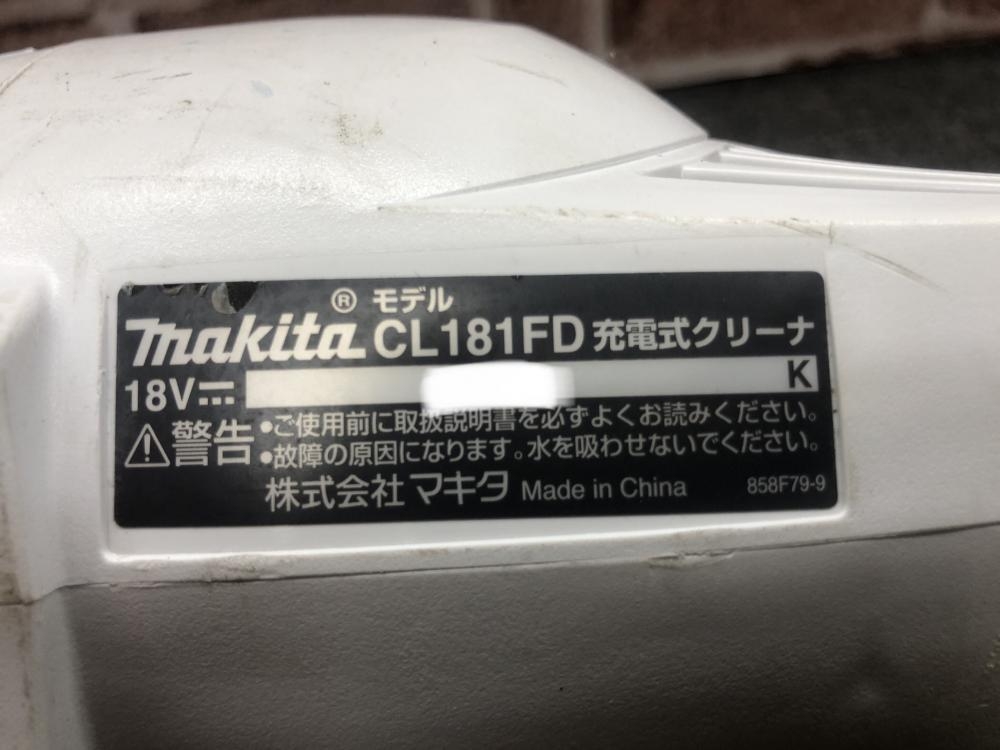 ® モデル
makita CL181FD 充電式クリーナ
18V K
警告 •ご使用前に取扱説明書を必ずよくお読みください。
•故障の原因になります。水を吸わせないでください。
株式会社 マキタ Made in China 858F79-9